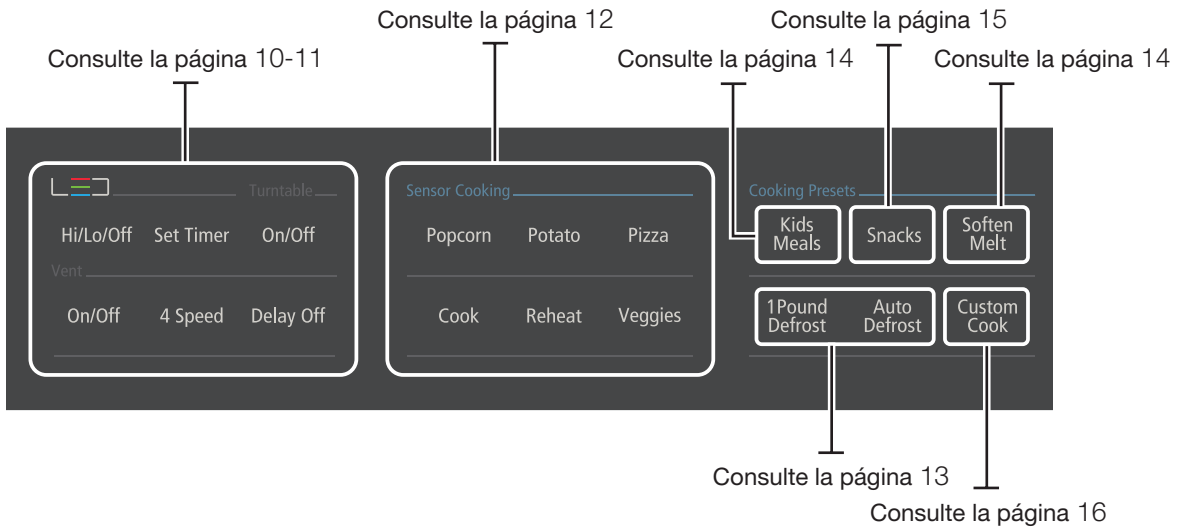 Consulte la página 12
Consulte la página 15
Consulte la página 10-11
Consulte la página 14
Consulte la página 14
LED
Turntable
Hi/Lo/Off Set Timer On/Off
Vent
On/Off 4 Speed Delay Off
Sensor Cooking
Popcorn Potato Pizza
Cook Reheat Veggies
Cooking Presets
Kids
Meals
Snacks
Soften
Melt
1Pound
Defrost
Auto
Defrost
Custom
Cook
Consulte la página 13
Consulte la página 16